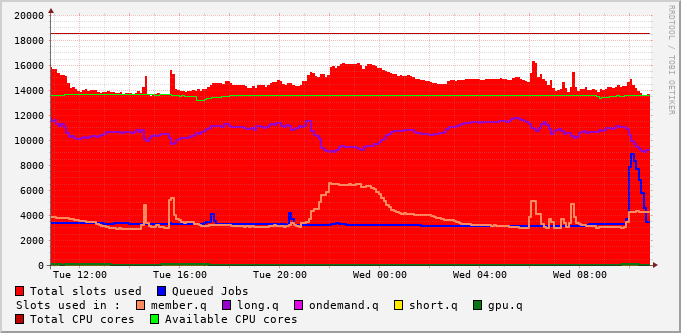 RRDTOOL / TOBI OETIKER
20000
18000
16000
14000
12000
10000
8000
6000
4000
2000
0
Tue 12:00 Tue 16:00 Tue 20:00 Wed 00:00 Wed 04:00 Wed 08:00
Total slots used Queued Jobs
Slots used in : member.q long.q ondemand.q short.q gpu.q
Total CPU cores Available CPU cores